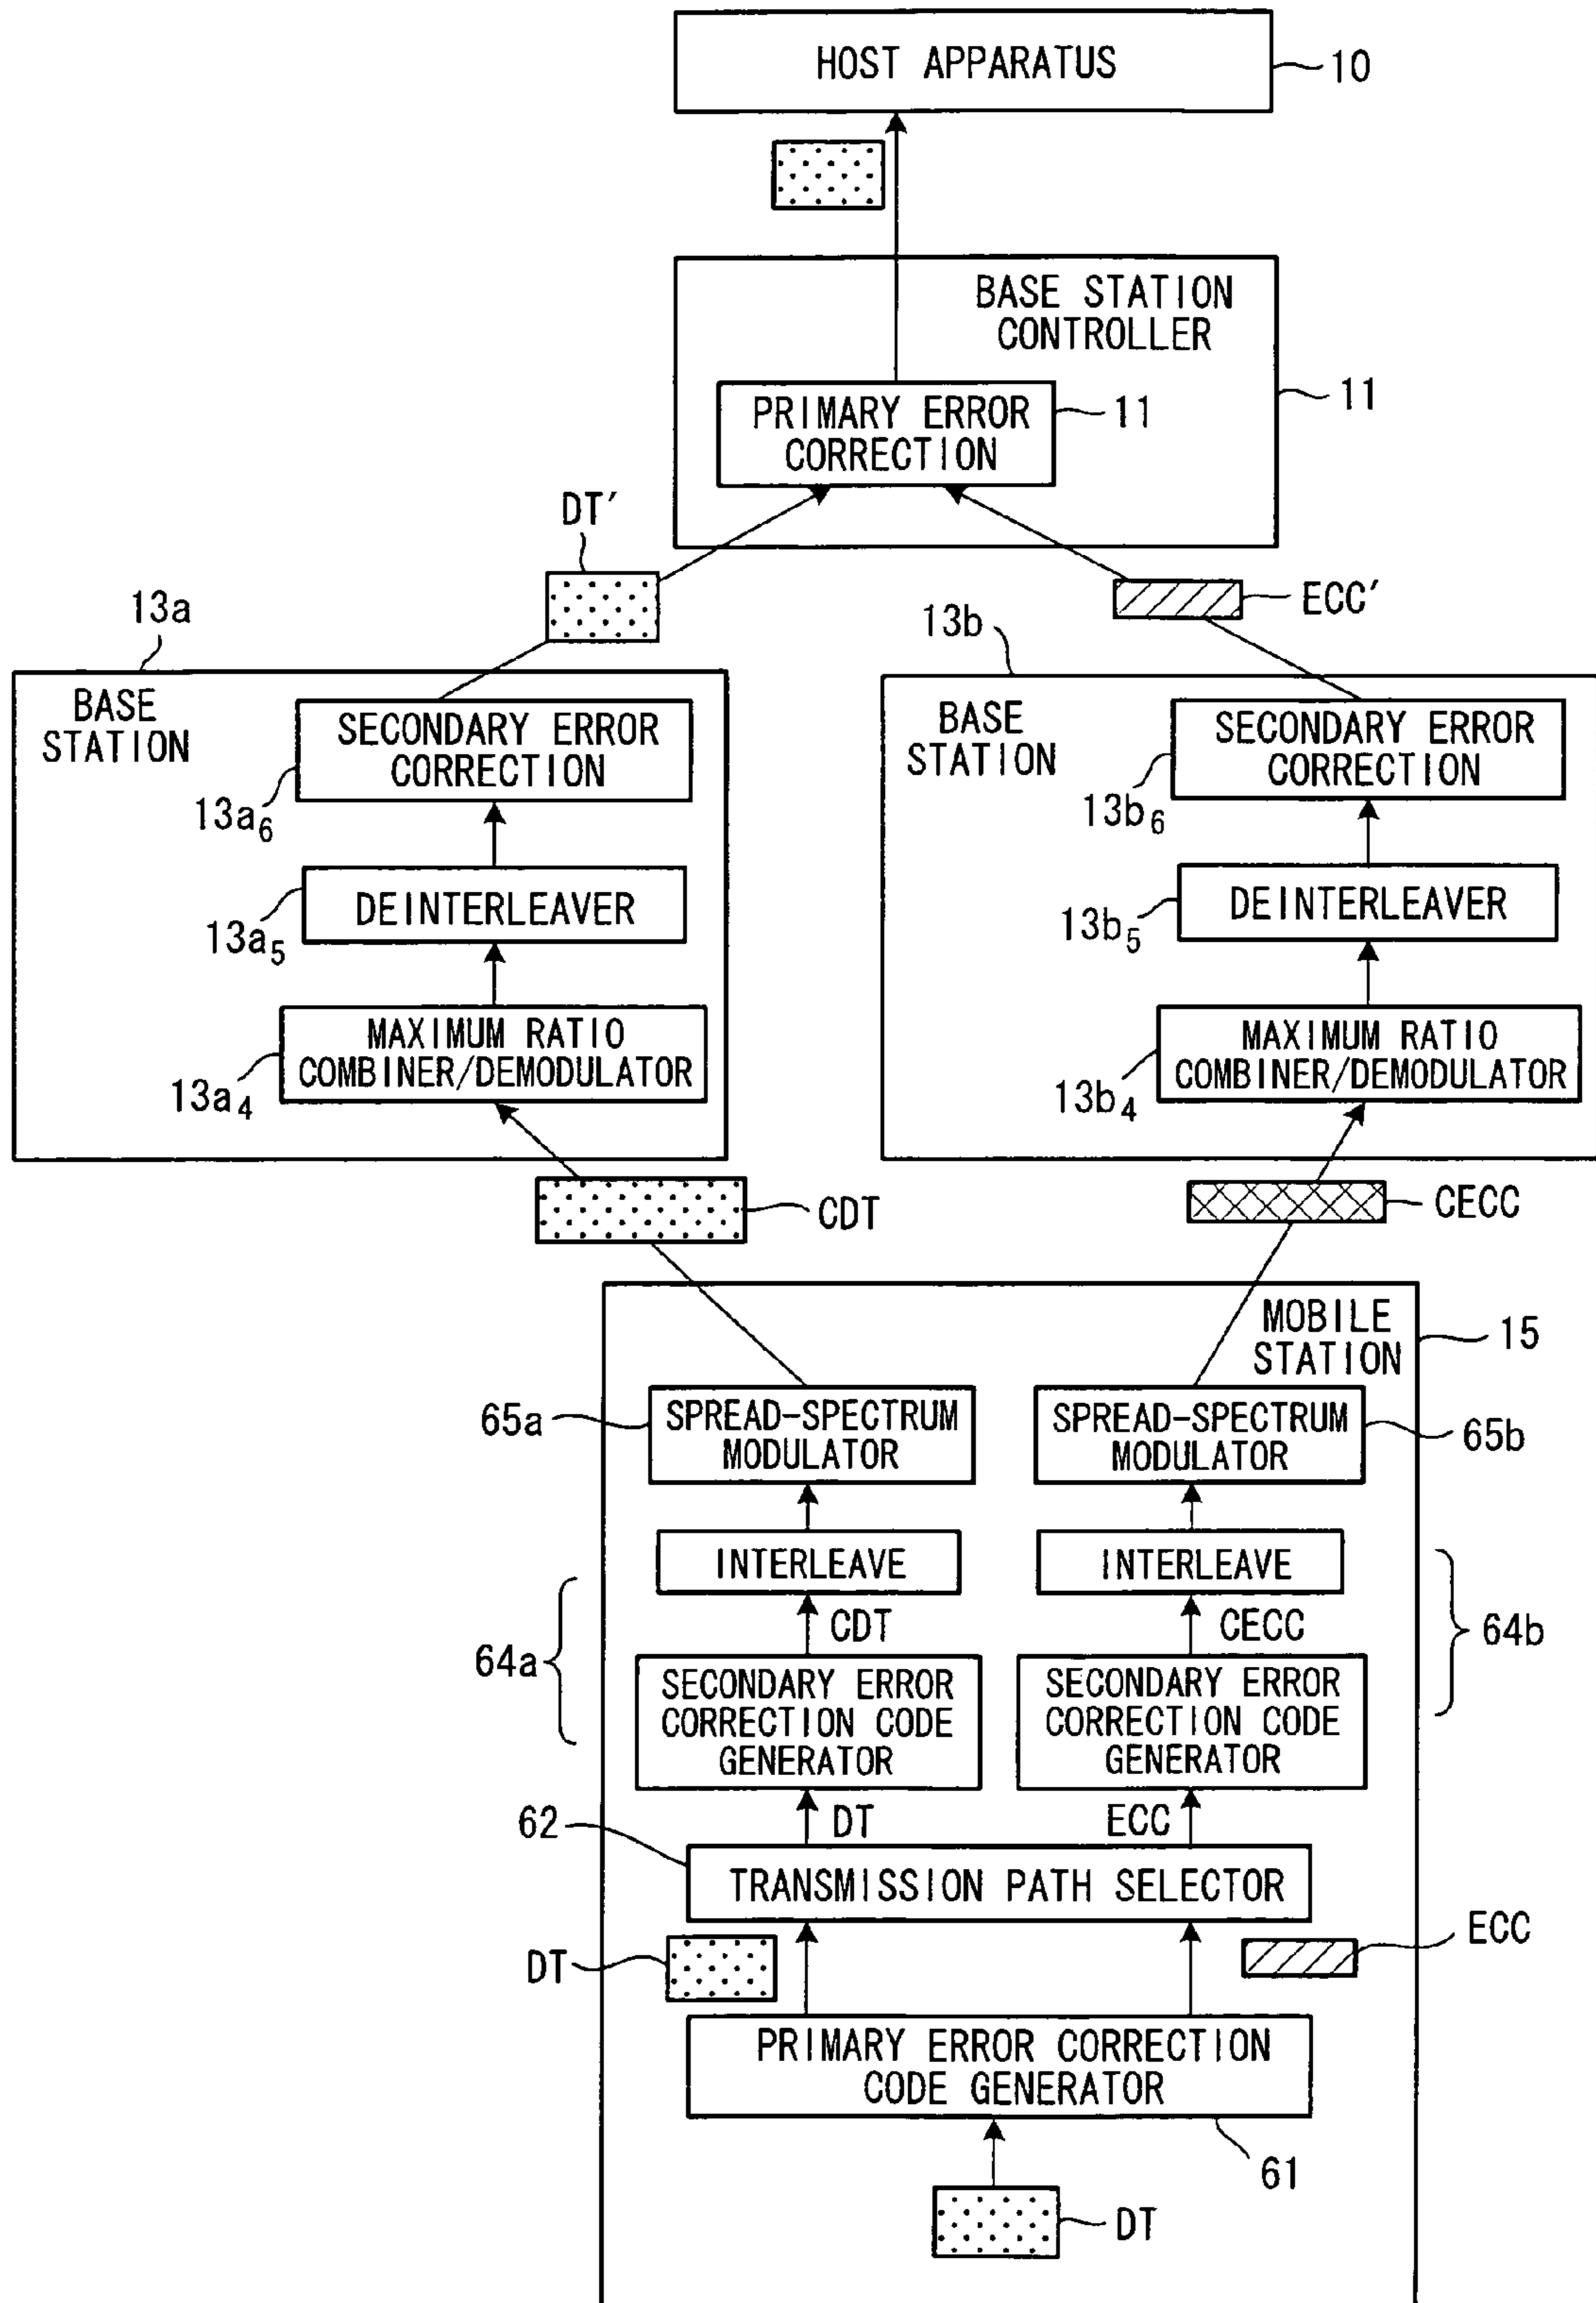 HOST APPARATUS
10
BASE STATION
CONTROLLER
11
PRIMARY ERROR
CORRECTION
11
DT'
ECC'
13a
13b
BASE
STATION
SECONDARY ERROR
CORRECTION
13a6
DEINTERLEAVER
13a5
MAXIMUM RATIO
COMBINER/DEMODULATOR
13a4
BASE
STATION
SECONDARY ERROR
CORRECTION
13b6
DEINTERLEAVER
13b5
MAXIMUM RATIO
COMBINER/DEMODULATOR
13b4
CDT
CECC
MOBILE
STATION
15
65a
SPREAD-SPECTRUM
MODULATOR
SPREAD-SPECTRUM
MODULATOR
65b
INTERLEAVE
INTERLEAVE
CDT
CECC
64a
64b
SECONDARY ERROR
CORRECTION CODE
GENERATOR
SECONDARY ERROR
CORRECTION CODE
GENERATOR
62
DT
ECC
TRANSMISSION PATH SELECTOR
DT
ECC
PRIMARY ERROR CORRECTION
CODE GENERATOR
61
DT